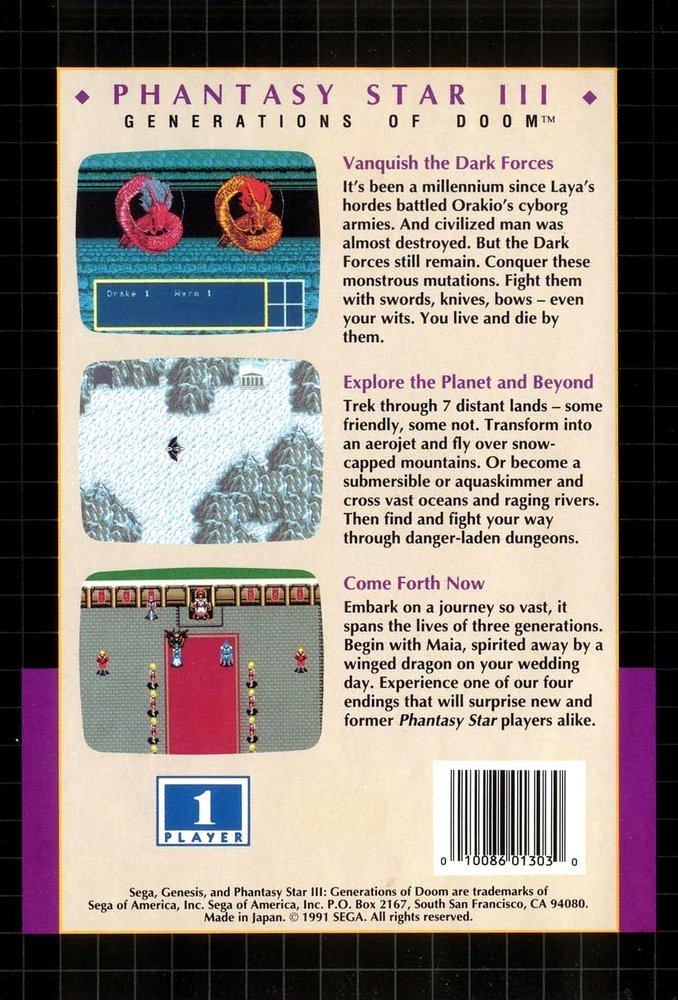 ◆ PHANTASY STAR III ◆
GENERATIONS OF DOOM™
Vanquish the Dark Forces
It's been a millennium since Laya's
hordes battled Orakio's cyborg
armies. And civilized man was
almost destroyed. But the Dark
Forces still remain. Conquer these
monstrous mutations. Fight them
with swords, knives, bows – even
your wits. You live and die by
them.
Drake 1 Wyrm 1
Explore the Planet and Beyond
Trek through 7 distant lands – some
friendly, some not. Transform into
an aerojet and fly over snow-
capped mountains. Or become a
submersible or aquaskimmer and
cross vast oceans and raging rivers.
Then find and fight your way
through danger-laden dungeons.
Come Forth Now
Embark on a journey so vast, it
spans the lives of three generations.
Begin with Maia, spirited away by a
winged dragon on your wedding
day. Experience one of our four
endings that will surprise new and
former Phantasy Star players alike.
1
PLAYER
0 10086 01303 0
Sega, Genesis, and Phantasy Star III: Generations of Doom are trademarks of
Sega of America, Inc. Sega of America, Inc. P.O. Box 2167, South San Francisco, CA 94080.
Made in Japan. © 1991 SEGA. All rights reserved.